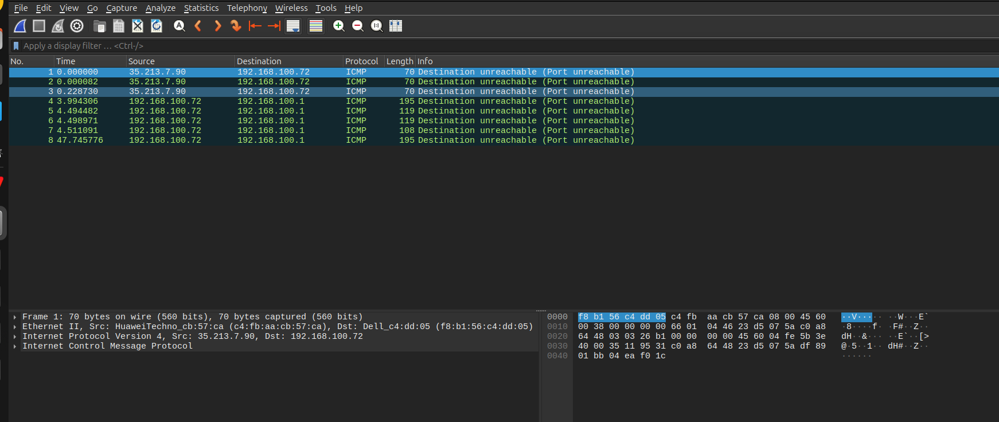 File Edit View Go Capture Analyze Statistics Telephony Wireless Tools Help
Apply a display filter … <Ctrl-/>
No. Time Source Destination Protocol Length Info
1 0.000000 35.213.7.90 192.168.100.72 ICMP 70 Destination unreachable (Port unreachable)
2 0.000082 35.213.7.90 192.168.100.72 ICMP 70 Destination unreachable (Port unreachable)
3 0.228730 35.213.7.90 192.168.100.72 ICMP 70 Destination unreachable (Port unreachable)
4 3.994306 192.168.100.72 192.168.100.1 ICMP 195 Destination unreachable (Port unreachable)
5 4.494482 192.168.100.72 192.168.100.1 ICMP 119 Destination unreachable (Port unreachable)
6 4.498971 192.168.100.72 192.168.100.1 ICMP 119 Destination unreachable (Port unreachable)
7 4.511091 192.168.100.72 192.168.100.1 ICMP 108 Destination unreachable (Port unreachable)
8 47.745776 192.168.100.72 192.168.100.1 ICMP 195 Destination unreachable (Port unreachable)
Frame 1: 70 bytes on wire (560 bits), 70 bytes captured (560 bits)
Ethernet II, Src: HuaweiTechno_cb:57:ca (c4:fb:aa:cb:57:ca), Dst: Dell_c4:dd:05 (f8:b1:56:c4:dd:05)
Internet Protocol Version 4, Src: 35.213.7.90, Dst: 192.168.100.72
Internet Control Message Protocol
0000 f8 b1 56 c4 dd 05 c4 fb aa cb 57 ca 08 00 45 60 ··V····· ··W···E`
0010 00 38 00 00 00 00 66 01 04 46 23 d5 07 5a c0 a8 ·8····f· ·F#··Z··
0020 64 48 03 03 26 b1 00 00 00 00 45 60 04 fe 5b 3e dH··&··· ··E`··[>
0030 40 00 35 11 95 31 c0 a8 64 48 23 d5 07 5a df 89 @·5··1·· dH#··Z··
0040 01 bb 04 ea f0 1c ······